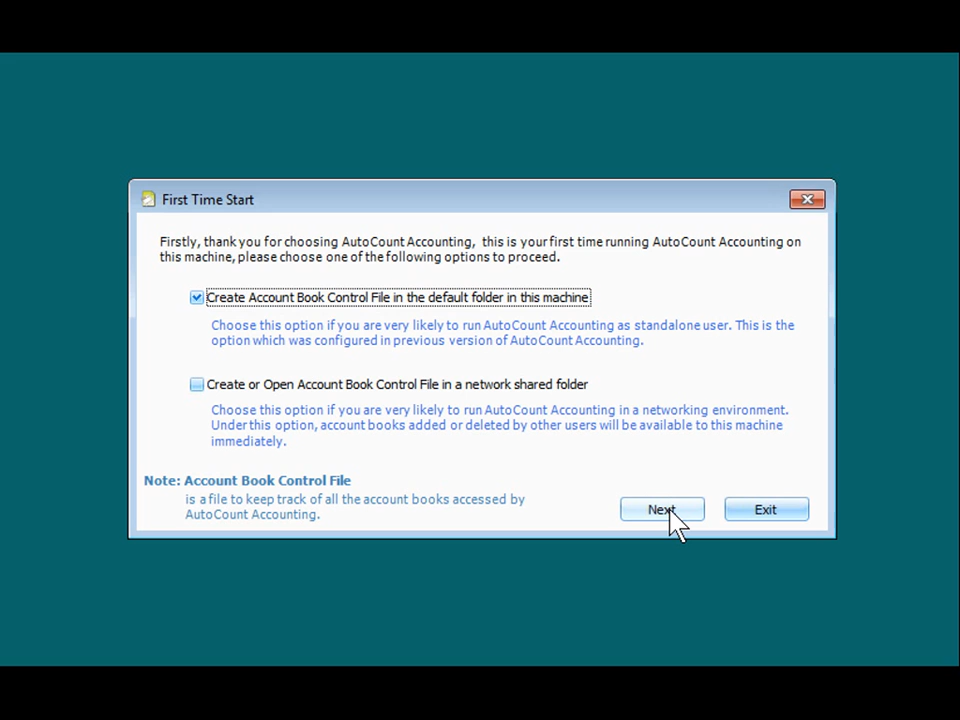 First Time Start
Firstly, thank you for choosing AutoCount Accounting, this is your first time running AutoCount Accounting on
this machine, please choose one of the following options to proceed.
Create Account Book Control File in the default folder in this machine
Choose this option if you are very likely to run AutoCount Accounting as standalone user. This is the
option which was configured in previous version of AutoCount Accounting.
Create or Open Account Book Control File in a network shared folder
Choose this option if you are very likely to run AutoCount Accounting in a networking environment.
Under this option, account books added or deleted by other users will be available to this machine
immediately.
Note: Account Book Control File
is a file to keep track of all the account books accessed by
AutoCount Accounting.
Next
Exit